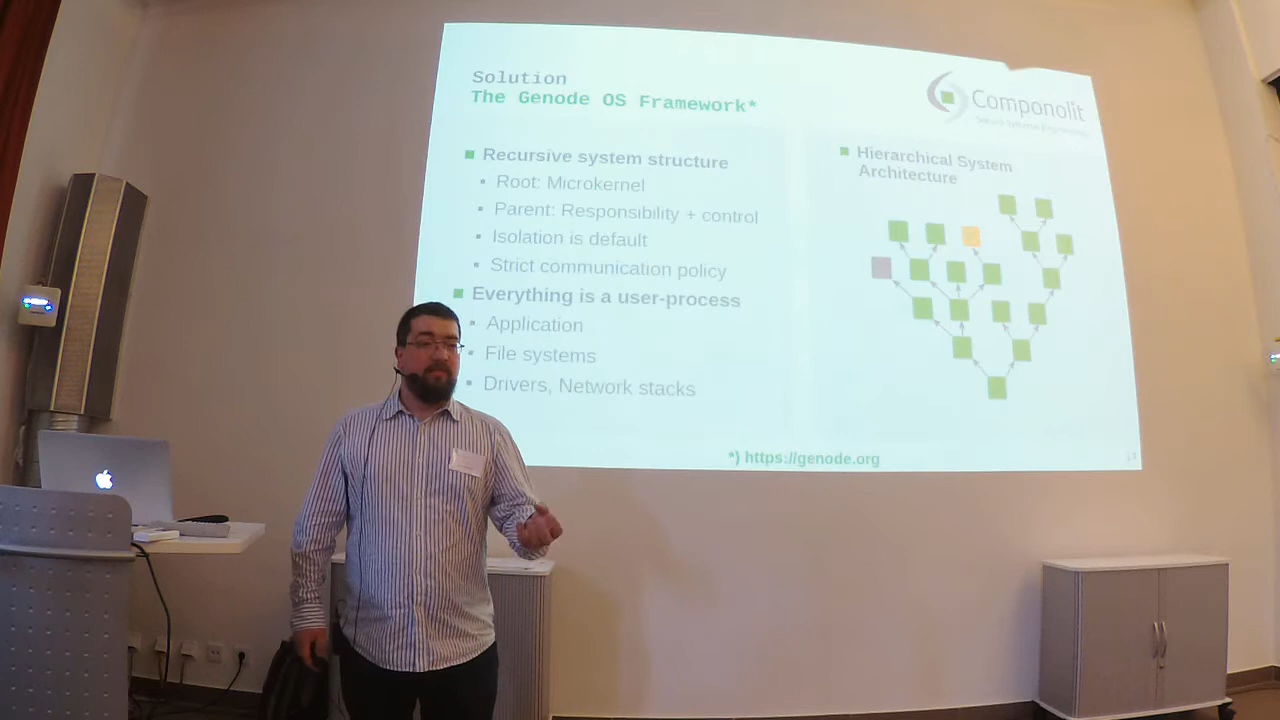 Solution
The Genode OS Framework*
Componolit
Recursive system structure
Root: Microkernel
Parent: Responsibility + control
Isolation is default
Strict communication policy
Everything is a user-process
Application
File systems
Drivers, Network stacks
Hierarchical System
Architecture
*) https://genode.org